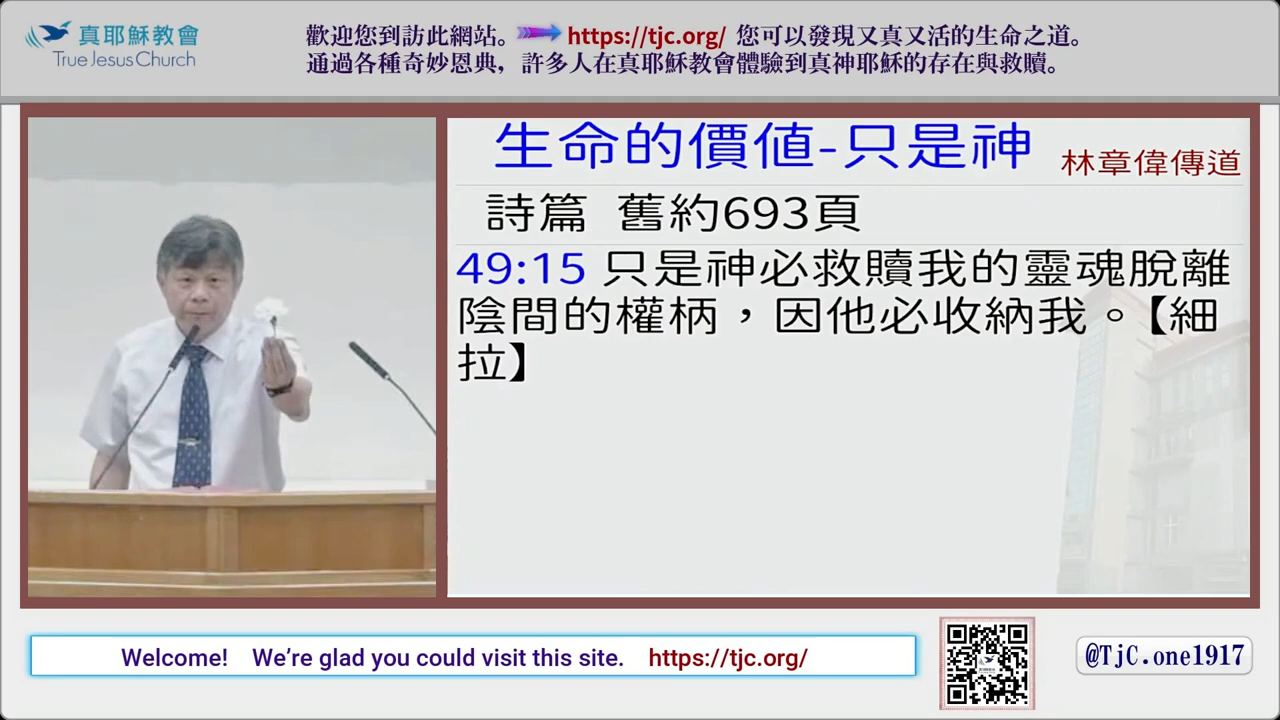 真耶穌教會
True Jesus Church
歡迎您到訪此網站。 https://tjc.org/ 您可以發現又真又活的生命之道。
通過各種奇妙恩典，許多人在真耶穌教會體驗到真神耶穌的存在與救贖。
生命的價值-只是神 林章偉傳道
詩篇 舊約693頁
49:15 只是神必救贖我的靈魂脫離
陰間的權柄，因他必收納我。【細
拉】
Welcome! We’re glad you could visit this site. https://tjc.org/
@TjC.one1917